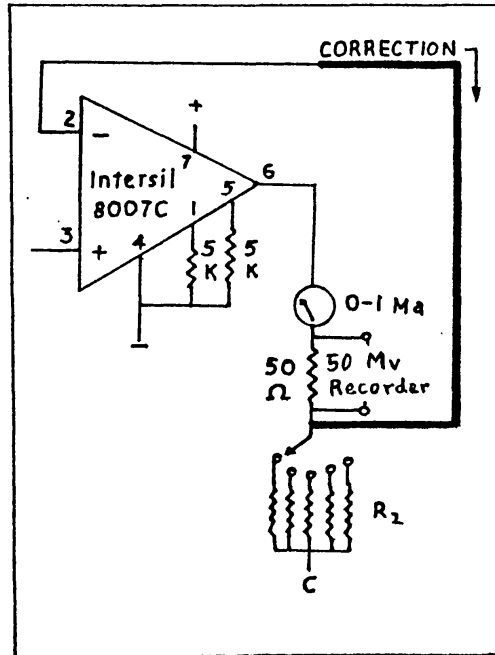 CORRECTION
2
−
+
7
6
Intersil
8007C
5
1
3
+
4
5
K
5
K
−
0-1 Ma
50
Ω
50 Mv
Recorder
R2
C